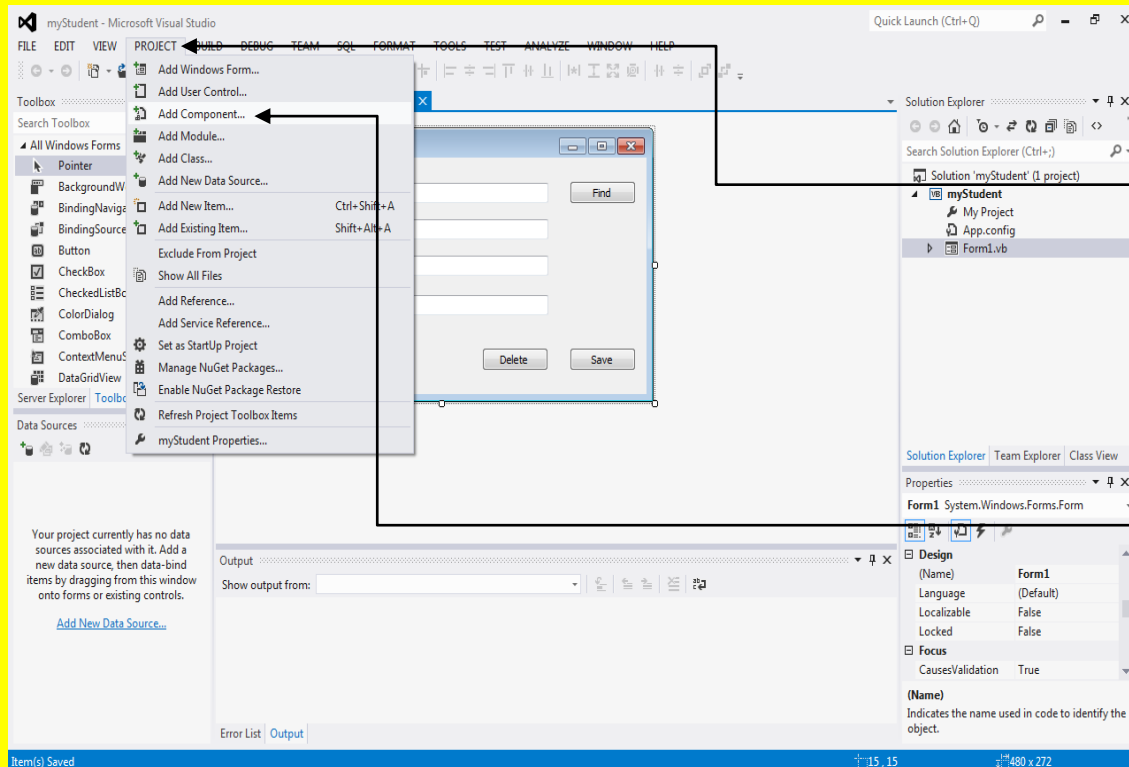 myStudent - Microsoft Visual Studio
Quick Launch (Ctrl+Q)
FILE EDIT VIEW PROJECT BUILD DEBUG TEAM SQL FORMAT TOOLS TEST ANALYZE WINDOW HELP
Add Windows Form...
Add User Control...
Add Component...
Add Module...
Add Class...
Add New Data Source...
Add New Item... Ctrl+Shift+A
Add Existing Item... Shift+Alt+A
Exclude From Project
Show All Files
Add Reference...
Add Service Reference...
Set as StartUp Project
Manage NuGet Packages...
Enable NuGet Package Restore
Refresh Project Toolbox Items
myStudent Properties...
Toolbox
Search Toolbox
All Windows Forms
Pointer
BackgroundW
BindingNaviga
BindingSource
Button
CheckBox
CheckedListBo
ColorDialog
ComboBox
ContextMenuS
DataGridView
Server Explorer Toolbo
Data Sources
Your project currently has no data
sources associated with it. Add a
new data source, then data-bind
items by dragging from this window
onto forms or existing controls.
Add New Data Source...
Find
Delete Save
Output
Show output from:
Error List Output
Solution Explorer
Search Solution Explorer (Ctrl+;)
Solution 'myStudent' (1 project)
VB myStudent
My Project
App.config
Form1.vb
Solution Explorer Team Explorer Class View
Properties
Form1 System.Windows.Forms.Form
Design
(Name) Form1
Language (Default)
Localizable False
Locked False
Focus
CausesValidation True
(Name)
Indicates the name used in code to identify the
object.
Item(s) Saved
15 , 15
480 x 272